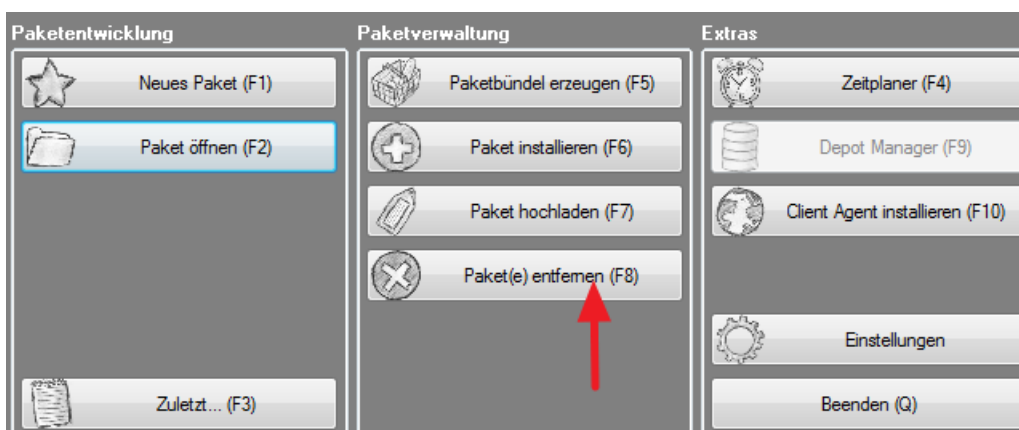 Paketentwicklung
Neues Paket (F1)
Paket öffnen (F2)
Zuletzt... (F3)
Paketverwaltung
Paketbündel erzeugen (F5)
Paket installieren (F6)
Paket hochladen (F7)
Paket(e) entfernen (F8)
Extras
Zeitplaner (F4)
Depot Manager (F9)
Client Agent installieren (F10)
Einstellungen
Beenden (Q)